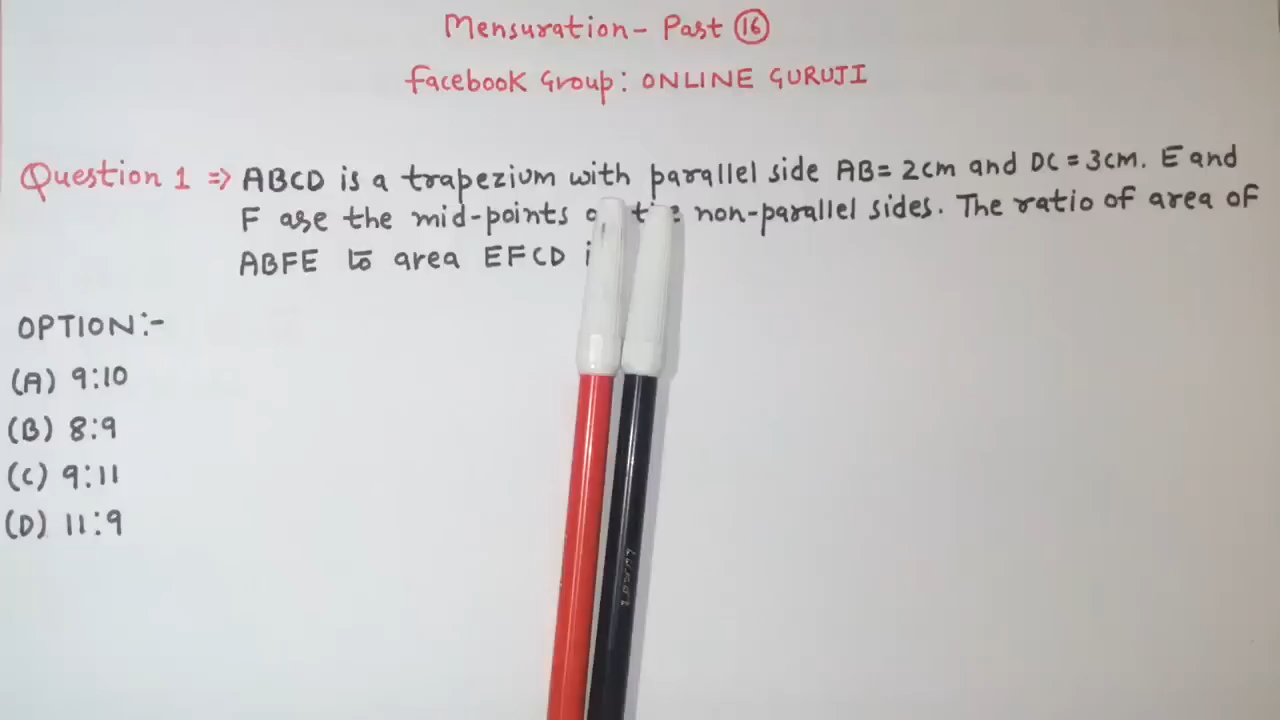 Mensuration- Part 16
Facebook Group: ONLINE GURUJI
Question 1 => ABCD is a trapezium with parallel side AB= 2cm and DC = 3cm. E and
F are the mid-points non-parallel sides. The ratio of area of
ABFE to area EFCD
OPTION:-
(A) 9:10
(B) 8:9
(C) 9:11
(D) 11:9